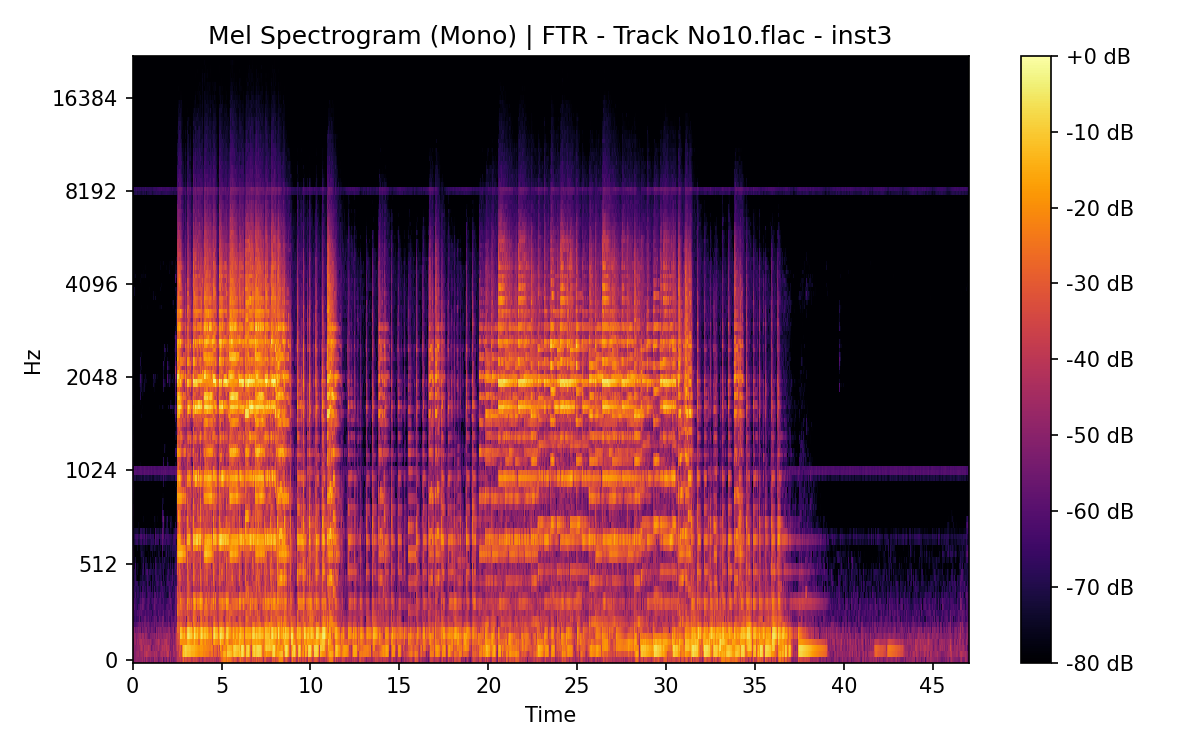 Mel Spectrogram (Mono) | FTR - Track No10.flac - inst3
+0 dB
16384
-10 dB
8192
-20 dB
4096
-30 dB
Hz
2048
-40 dB
1024
-50 dB
512
-60 dB
0
-70 dB
-80 dB
0 5 10 15 20 25 30 35 40 45
Time